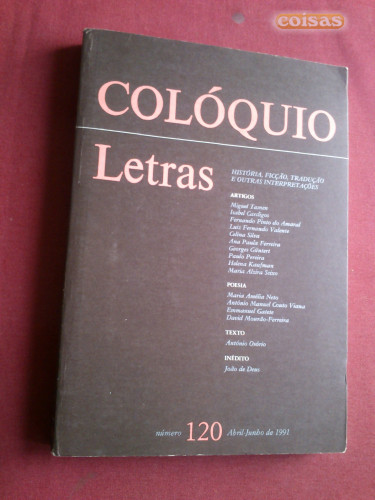 coisas
COLÓQUIO
Letras
HISTÓRIA, FICÇÃO, TRADUÇÃO
E OUTRAS INTERPRETAÇÕES
ARTIGOS
Miguel Tamen
Isabel Cardigos
Fernando Pinto do Amaral
Luiz Fernando Valente
Celina Silva
Ana Paula Ferreira
Georges Güntert
Paulo Pereira
Helena Kaufman
Maria Alzira Seixo
POESIA
Maria Amélia Neto
António Manuel Couto Viana
Emmanuel
David Mourão-Ferreira
TEXTO
António Osório
INÉDITO
João de Deus
número 120 Abril-Junho de 1991